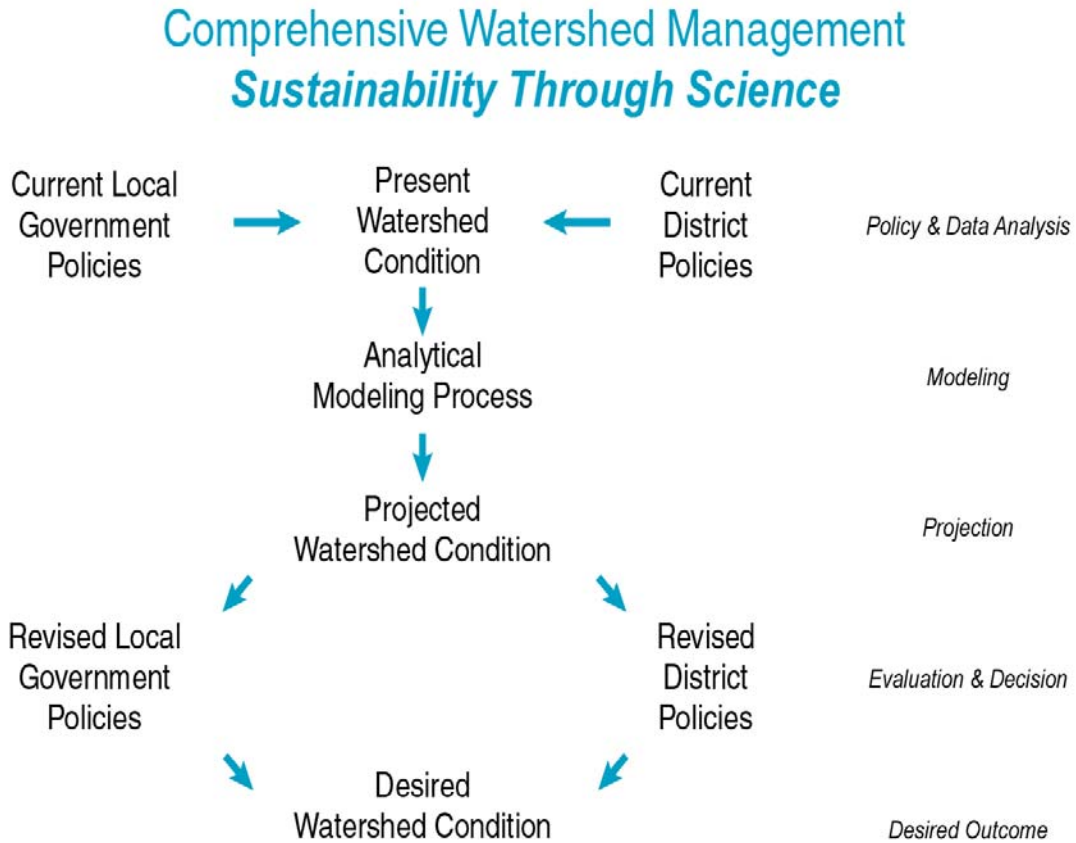 Comprehensive Watershed Management
Sustainability Through Science
Current Local
Government
Policies
Present
Watershed
Condition
Current
District
Policies
Policy & Data Analysis
Analytical
Modeling Process
Modeling
Projected
Watershed Condition
Projection
Revised Local
Government
Policies
Revised
District
Policies
Evaluation & Decision
Desired
Watershed Condition
Desired Outcome